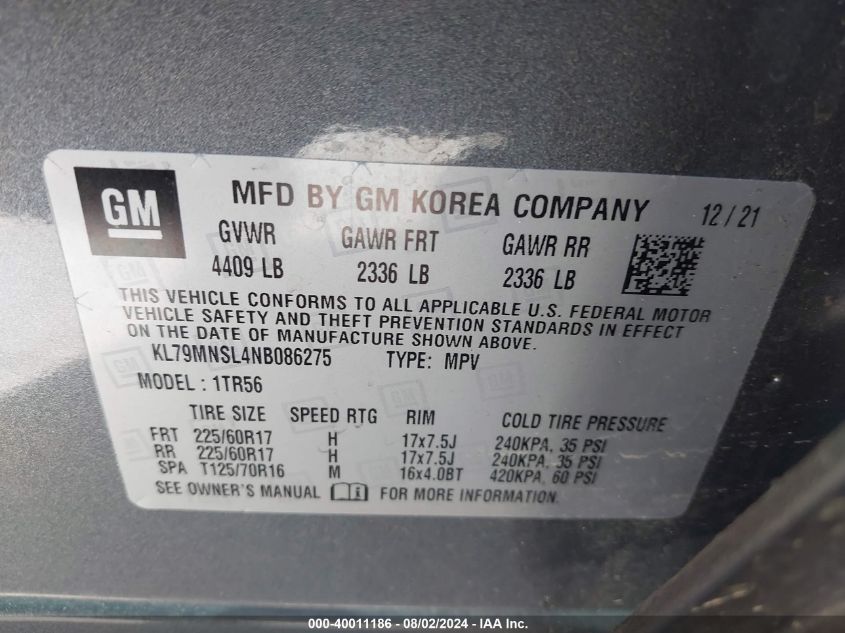 GM
MFD BY GM KOREA COMPANY 12 / 21
GVWR GAWR FRT GAWR RR
4409 LB 2336 LB 2336 LB
THIS VEHICLE CONFORMS TO ALL APPLICABLE U.S. FEDERAL MOTOR
VEHICLE SAFETY AND THEFT PREVENTION STANDARDS IN EFFECT
ON THE DATE OF MANUFACTURE SHOWN ABOVE.
KL79MNSL4NB086275 TYPE: MPV
MODEL : 1TR56
TIRE SIZE SPEED RTG RIM COLD TIRE PRESSURE
FRT 225/60R17 H 17x7.5J 240KPA, 35 PSI
RR 225/60R17 H 17x7.5J 240KPA, 35 PSI
SPA T125/70R16 M 16x4.0BT 420KPA, 60 PSI
SEE OWNER'S MANUAL FOR MORE INFORMATION.
000-40011186 - 08/02/2024 - IAA Inc.